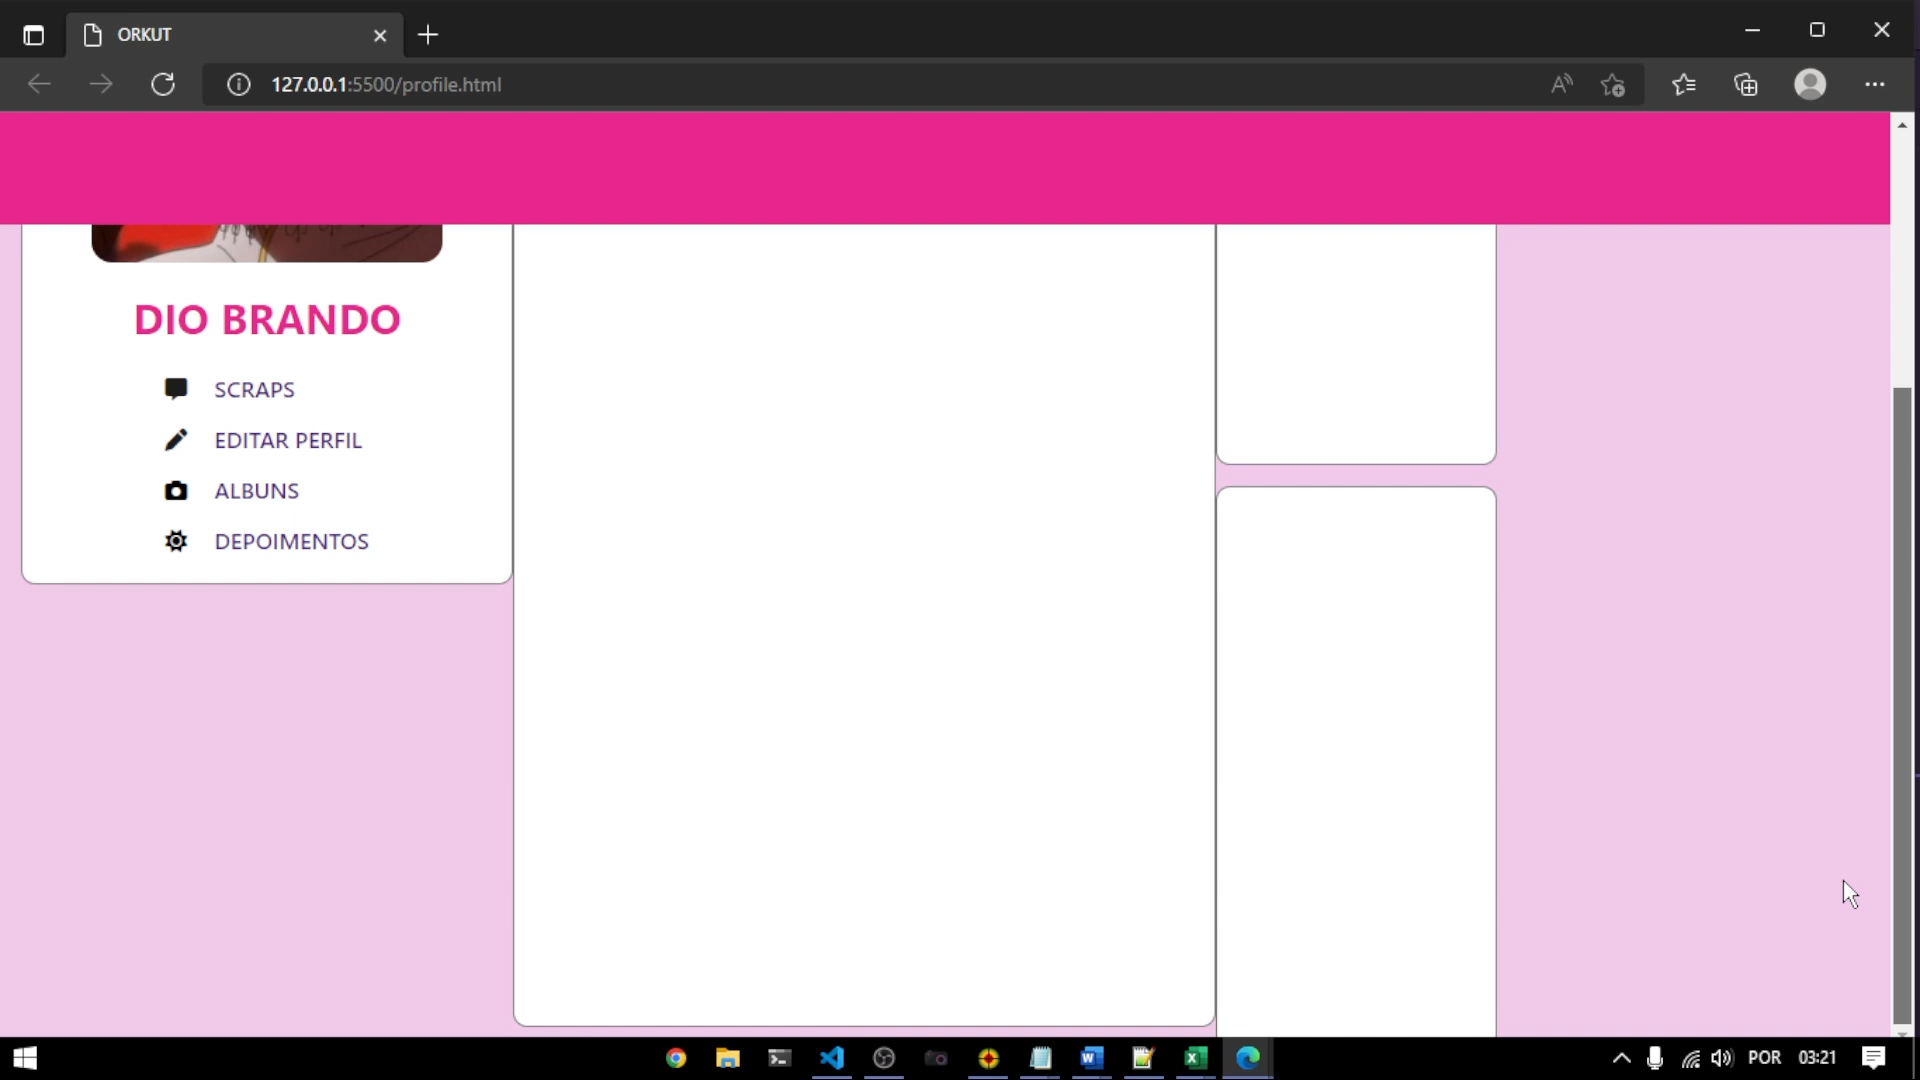 ORKUT
127.0.0.1:5500/profile.html
DIO BRANDO
SCRAPS
EDITAR PERFIL
ALBUNS
DEPOIMENTOS
POR 03:21